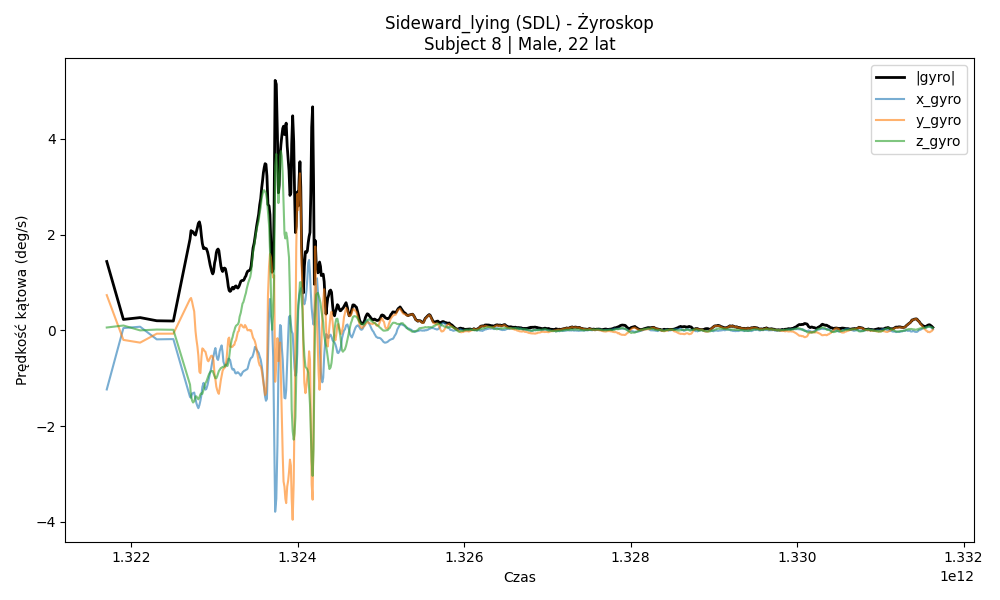 Sideward_lying (SDL) - Żyroskop
Subject 8 | Male, 22 lat
|gyro|
x_gyro
y_gyro
z_gyro
Prędkość kątowa (deg/s)
4
2
0
−2
−4
1.322 1.324 1.326 1.328 1.330 1.332
1e12
Czas